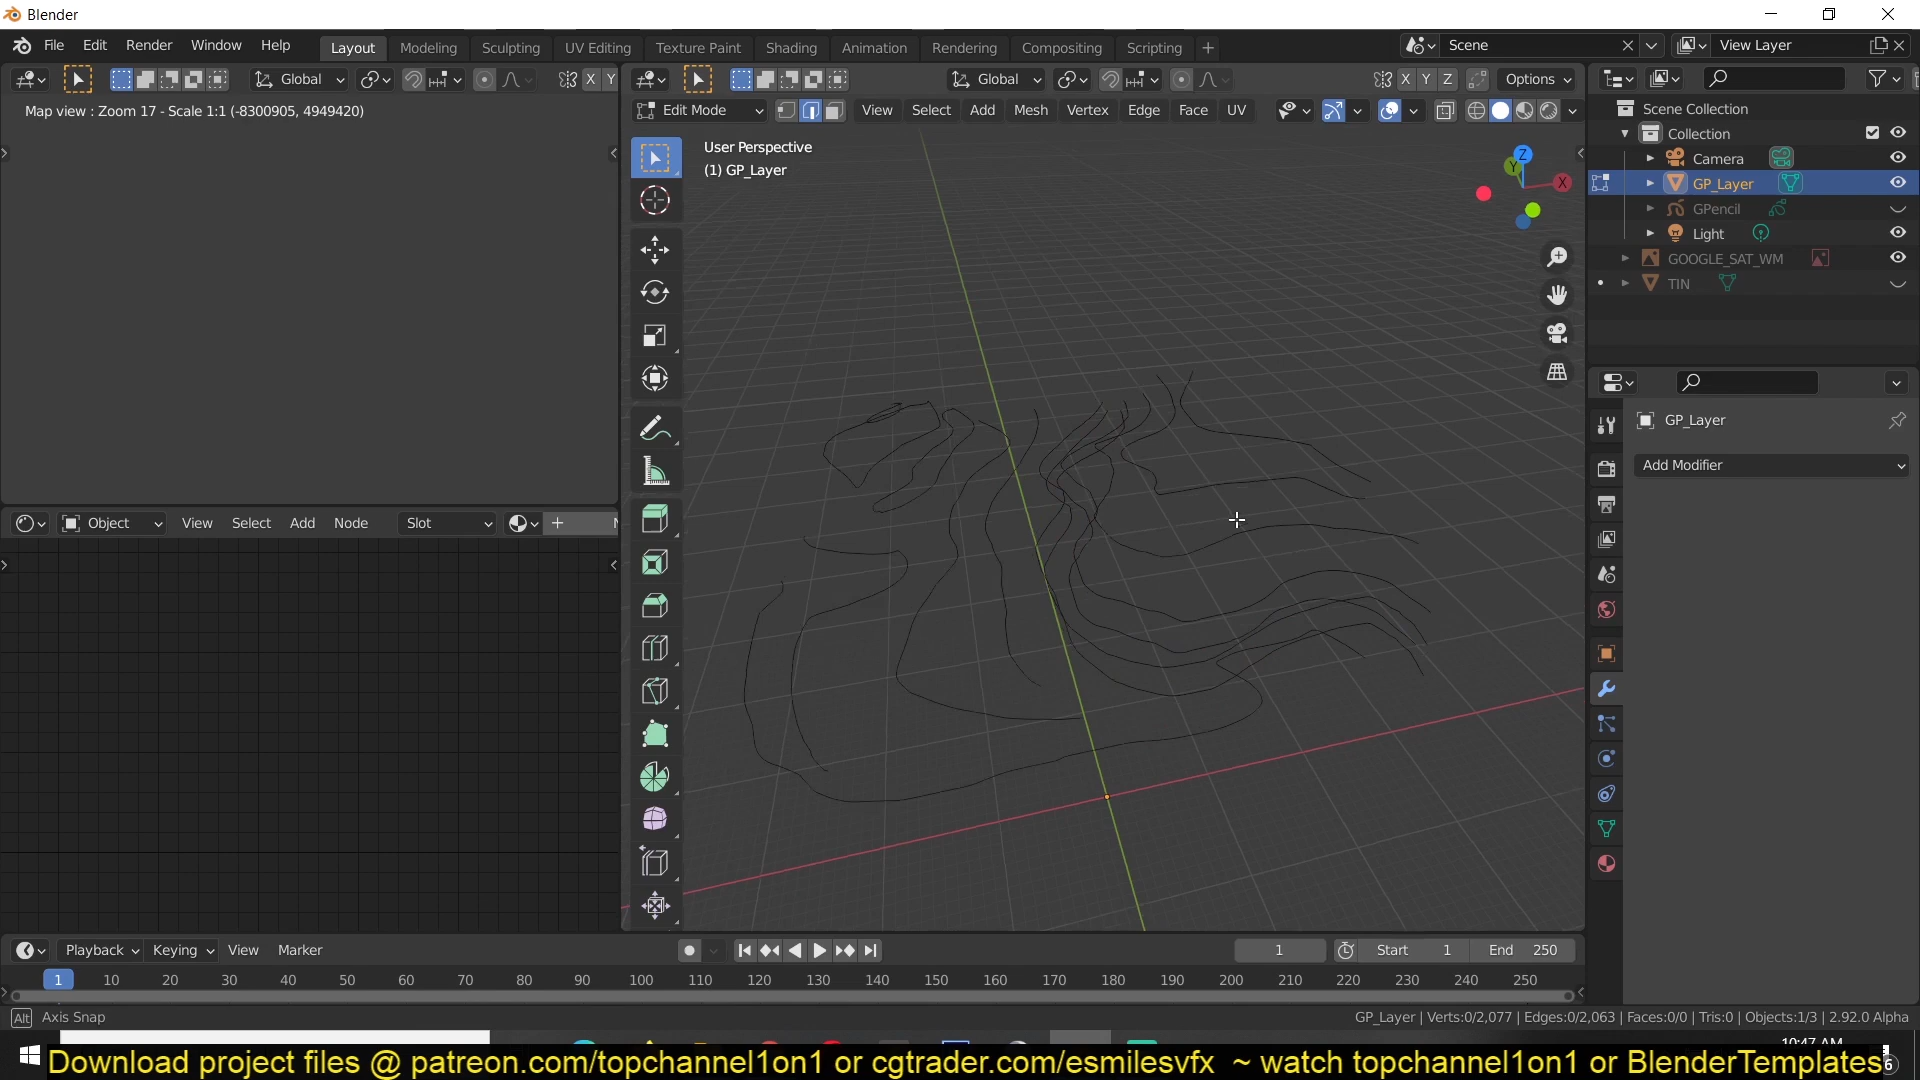 Blender
File Edit Render Window Help Layout Modeling Sculpting UV Editing Texture Paint Shading Animation Rendering Compositing Scripting + Scene View Layer
Global X Y Global X Y Z Options
Map view : Zoom 17 - Scale 1:1 (-8300905, 4949420)
Edit Mode View Select Add Mesh Vertex Edge Face UV
User Perspective
(1) GP_Layer
Z
Y
X
Scene Collection
Collection
Camera
GP_Layer
GPencil
Light
GOOGLE_SAT_WM
TIN
GP_Layer
Add Modifier
Object View Select Add Node Slot
Playback Keying View Marker 1 Start 1 End 250
1 10 20 30 40 50 60 70 80 90 100 110 120 130 140 150 160 170 180 190 200 210 220 230 240 250
Alt Axis Snap GP_Layer | Verts:0/2,077 | Edges:0/2,063 | Faces:0/0 | Tris:0 | Objects:1/3 | 2.92.0 Alpha
10:47 AM
Download project files @ patreon.com/topchannel1on1 or cgtrader.com/esmilesvfx ~ watch topchannel1on1 or BlenderTemplates
6